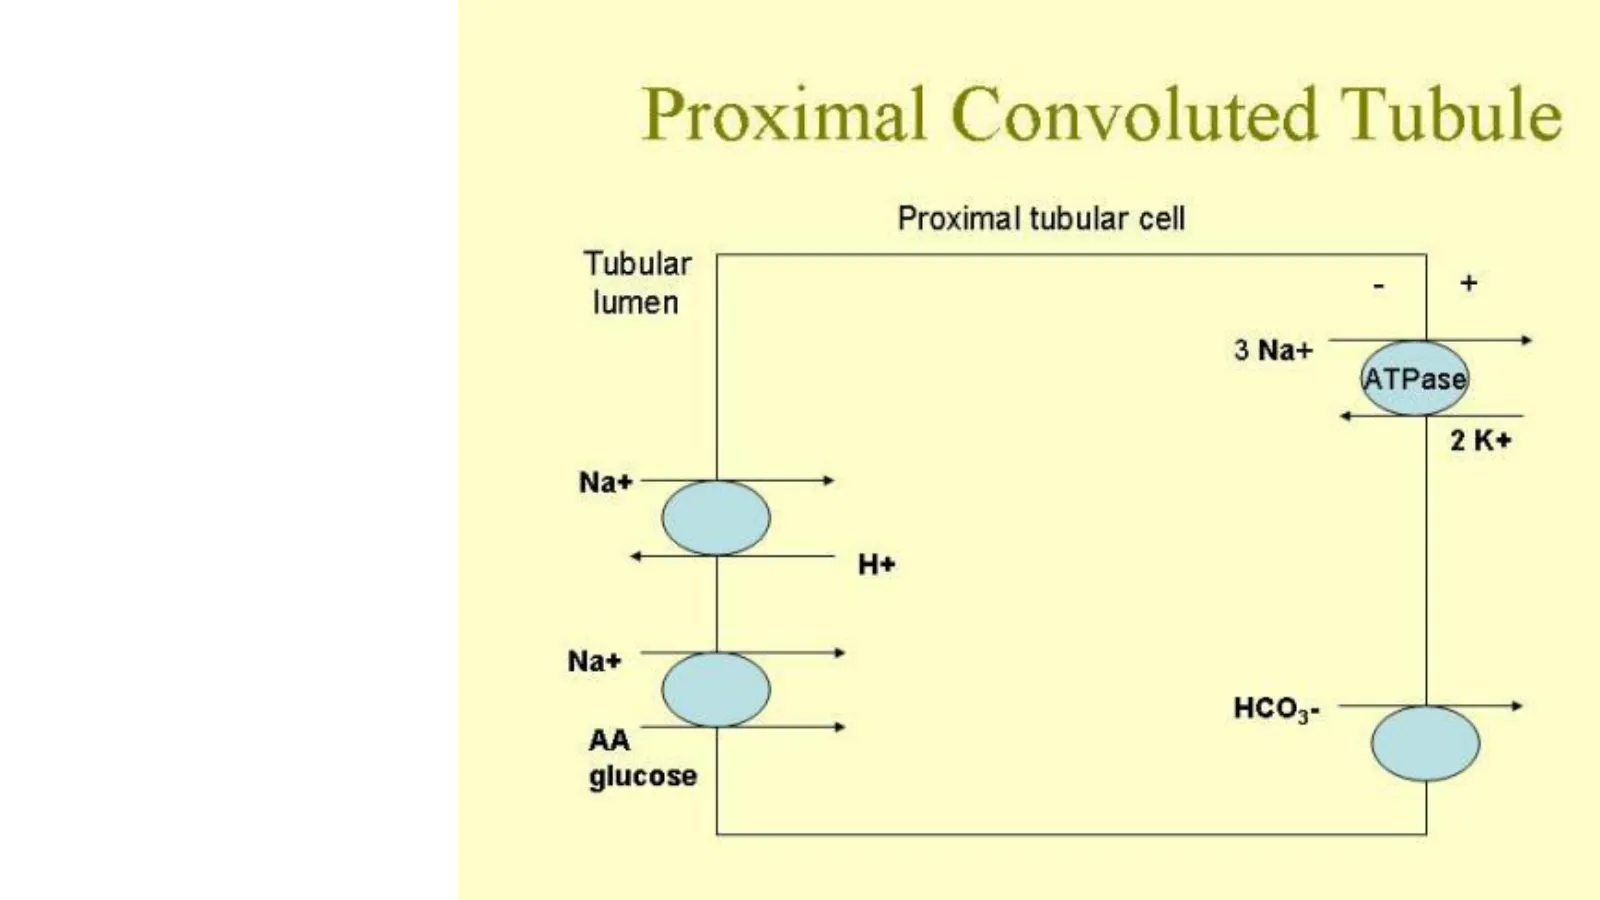 Proximal Convoluted Tubule
Proximal tubular cell
Tubular
lumen
- +
3 Na+
ATPase
2 K+
Na+
H+
Na+
AA
glucose
HCO₃-